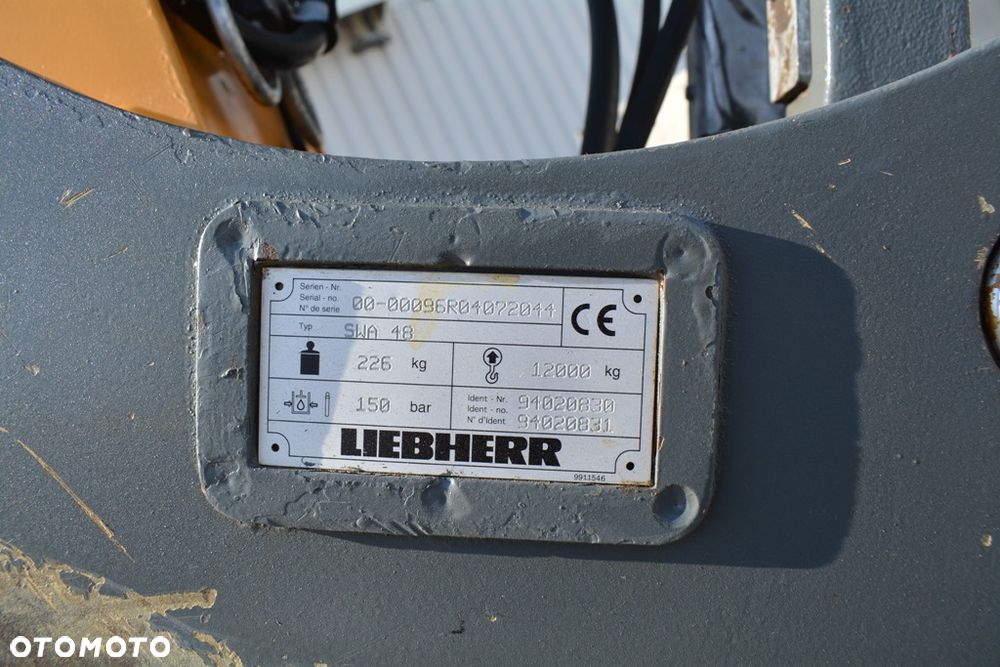 Serien - Nr.
Serial - no.
N° de serie
00-00096R04072044
CE
Typ
SWA 48
226 kg
12000 kg
150 bar
Ident - Nr. 94020830
Ident - no.
N° d'Ident 94020831
LIEBHERR
9911546
OTOMOTO